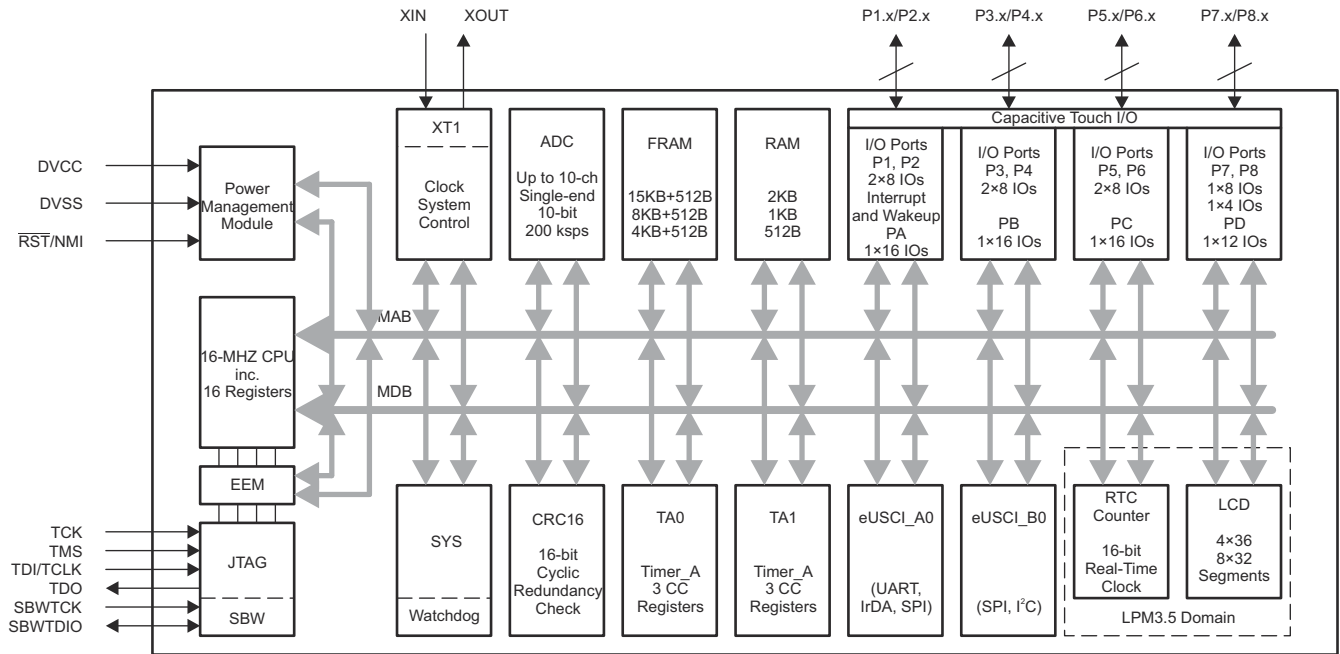 XIN
XOUT
P1.x/P2.x
P3.x/P4.x
P5.x/P6.x
P7.x/P8.x
DVCC
DVSS
RST/NMI
Power
Management
Module
XT1
Clock
System
Control
ADC
Up to 10-ch
Single-end
10-bit
200 ksps
FRAM
15KB+512B
8KB+512B
4KB+512B
RAM
2KB
1KB
512B
Capacitive Touch I/O
I/O Ports
P1, P2
2×8 IOs
Interrupt
and Wakeup
PA
1×16 IOs
I/O Ports
P3, P4
2×8 IOs
PB
1×16 IOs
I/O Ports
P5, P6
2×8 IOs
PC
1×16 IOs
I/O Ports
P7, P8
1×8 IOs
1×4 IOs
PD
1×12 IOs
MAB
16-MHZ CPU
inc.
16 Registers
MDB
EEM
TCK
TMS
TDI/TCLK
TDO
SBWTCK
SBWTDIO
JTAG
SBW
SYS
Watchdog
CRC16
16-bit
Cyclic
Redundancy
Check
TA0
Timer_A
3 CC
Registers
TA1
Timer_A
3 CC
Registers
eUSCI_A0
(UART,
IrDA, SPI)
eUSCI_B0
(SPI, I²C)
RTC
Counter
16-bit
Real-Time
Clock
LCD
4×36
8×32
Segments
LPM3.5 Domain